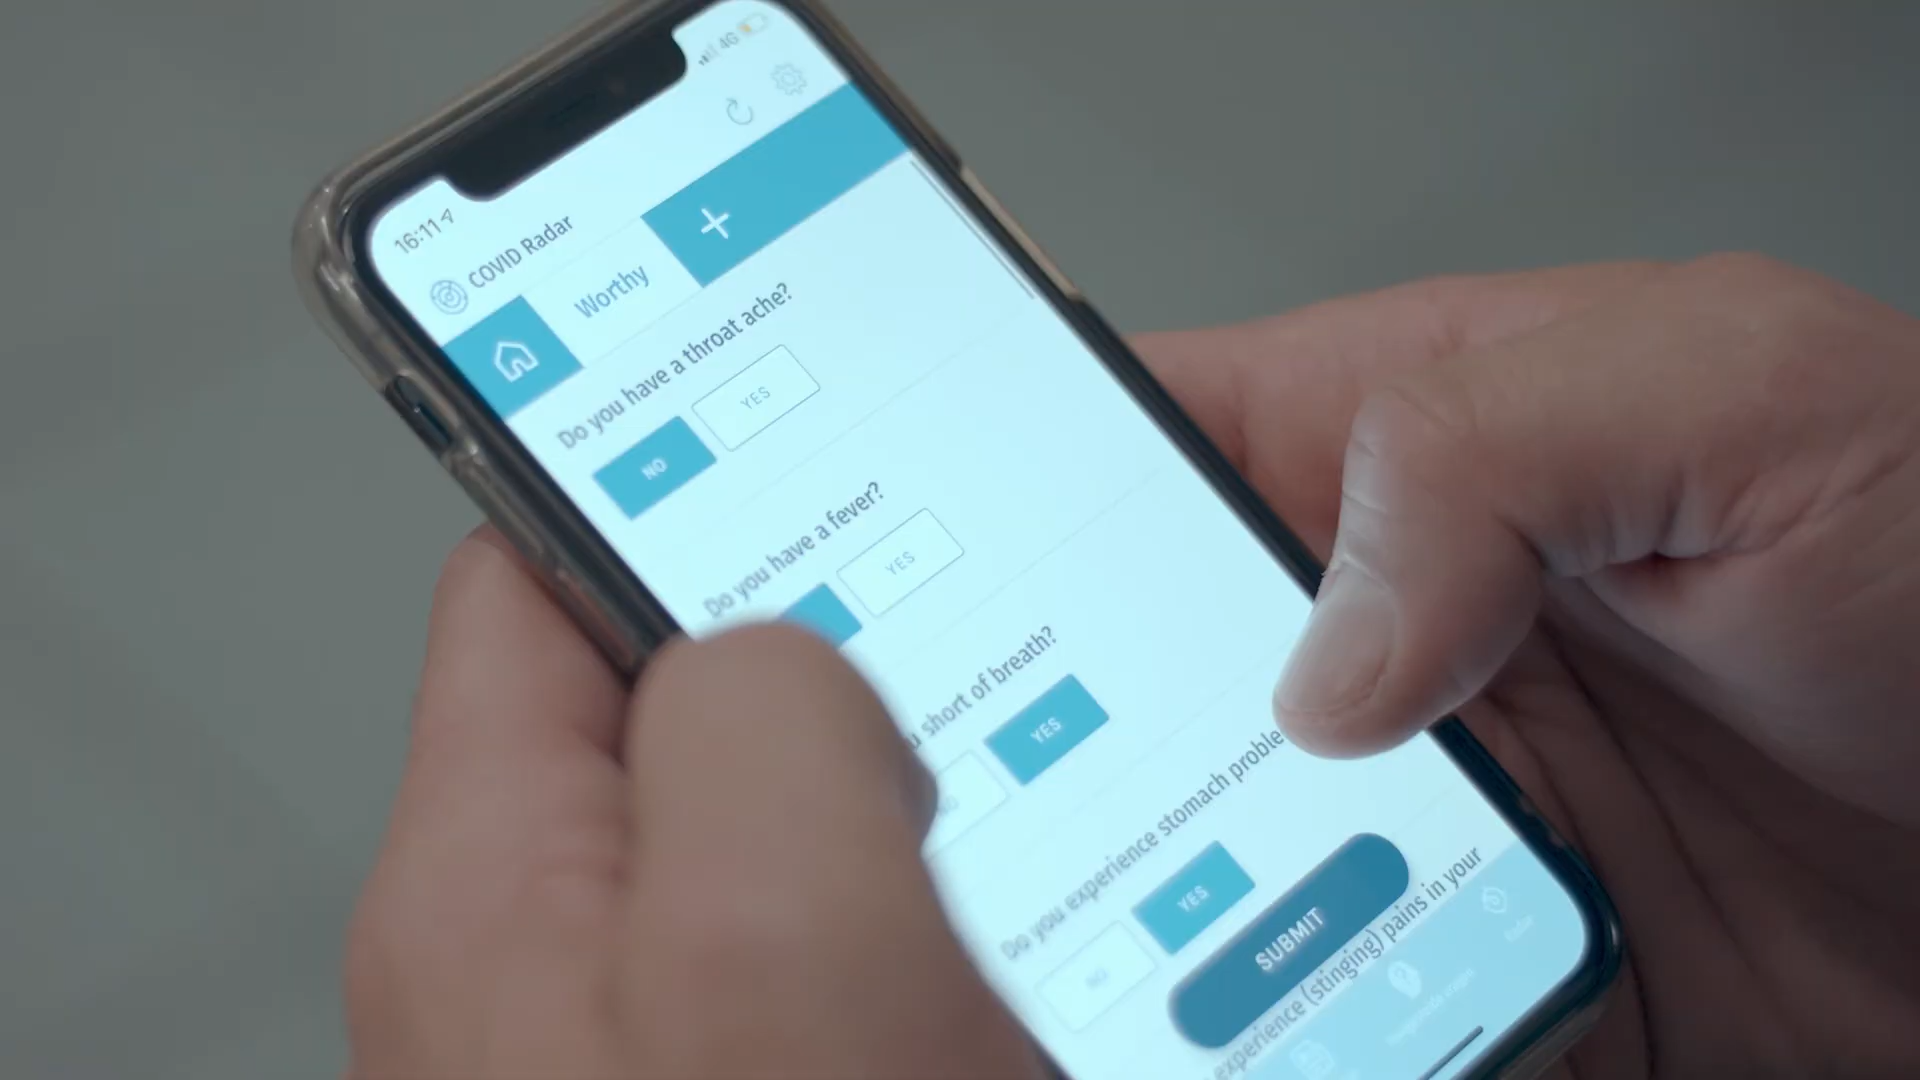 16:11
4G
COVID Radar
Worthy
Do you have a throat ache?
NO
YES
Do you have a fever?
YES
short of breath?
NO
YES
Do you experience stomach proble
NO
YES
experience (stinging) pains in your
SUBMIT